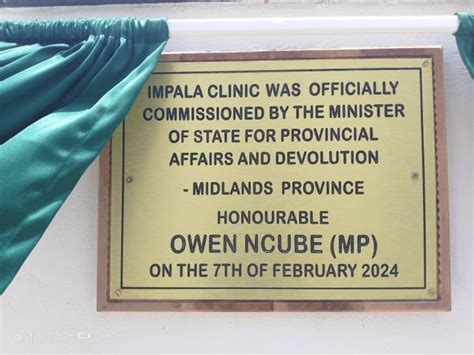 IMPALA CLINIC WAS OFFICIALLY
COMMISSIONED BY THE MINISTER
OF STATE FOR PROVINCIAL
AFFAIRS AND DEVOLUTION
- MIDLANDS PROVINCE
HONOURABLE
OWEN NCUBE (MP)
ON THE 7TH OF FEBRUARY 2024